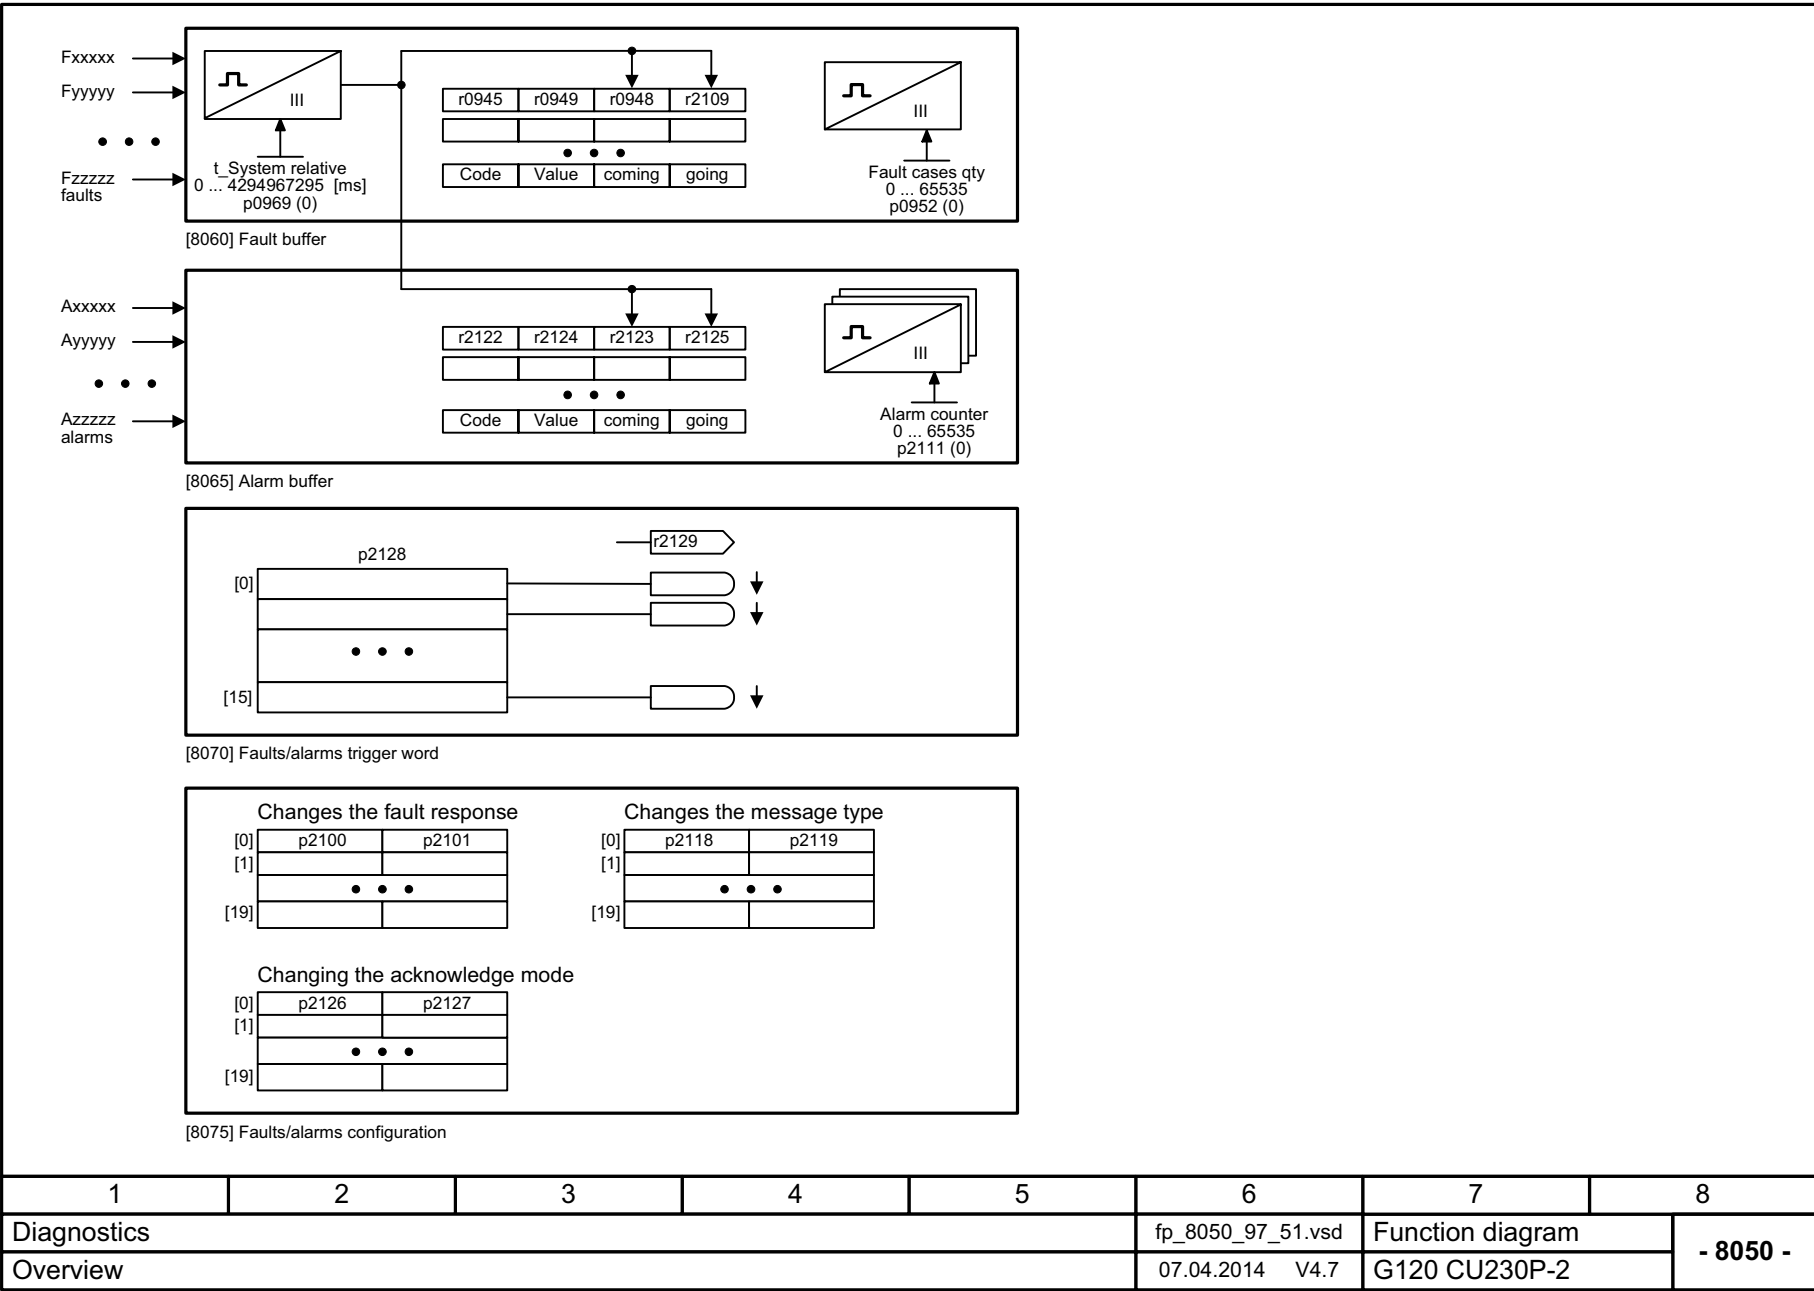 Fxxxxx
Fyyyyy
Fzzzzz
faults
III
t_System relative
0 ... 4294967295 [ms]
p0969 (0)
r0945 r0949 r0948 r2109
Code Value coming going
III
Fault cases qty
0 ... 65535
p0952 (0)
[8060] Fault buffer
Axxxxx
Ayyyyy
Azzzzz
alarms
r2122 r2124 r2123 r2125
Code Value coming going
III
Alarm counter
0 ... 65535
p2111 (0)
[8065] Alarm buffer
p2128
r2129
[0]
[15]
[8070] Faults/alarms trigger word
Changes the fault response
[0] p2100 p2101
[1]
[19]
Changes the message type
[0] p2118 p2119
[1]
[19]
Changing the acknowledge mode
[0] p2126 p2127
[1]
[19]
[8075] Faults/alarms configuration
1 2 3 4 5 6 7 8
Diagnostics fp_8050_97_51.vsd Function diagram
- 8050 -
Overview 07.04.2014 V4.7 G120 CU230P-2